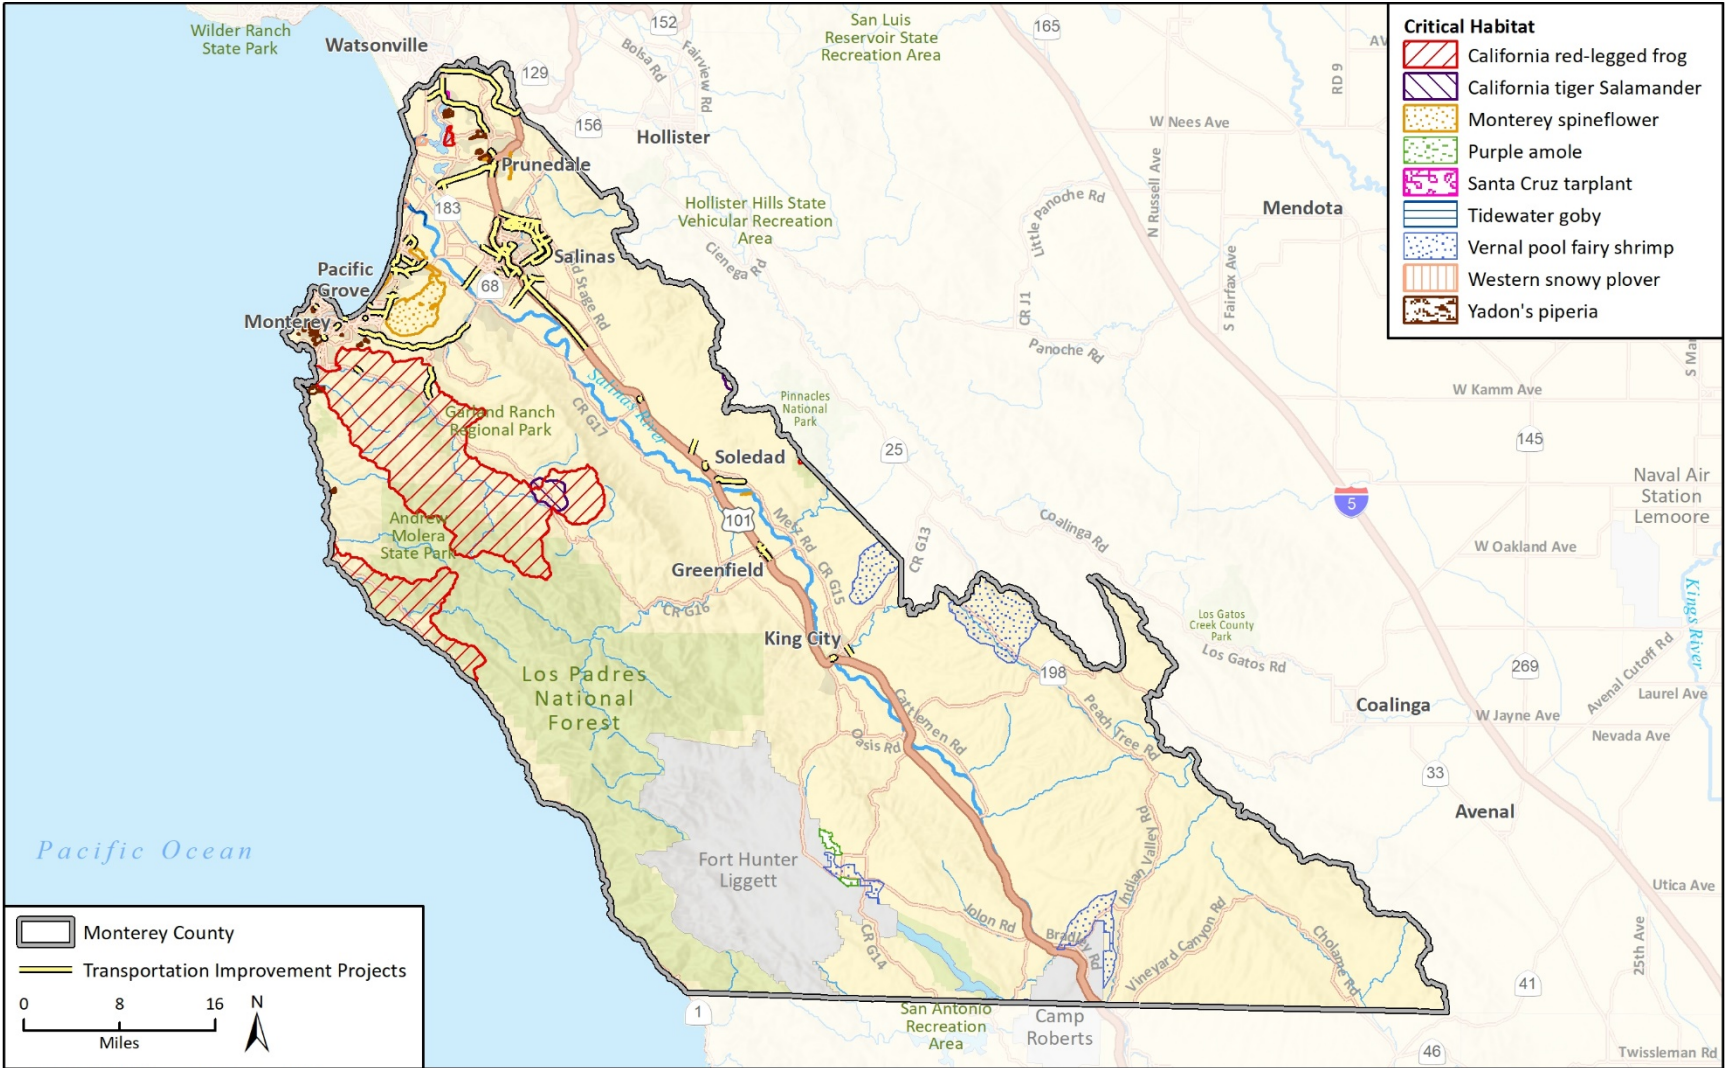 Critical Habitat
California red-legged frog
California tiger Salamander
Monterey spineflower
Purple amole
Santa Cruz tarplant
Tidewater goby
Vernal pool fairy shrimp
Western snowy plover
Yadon's piperia
Wilder Ranch
State Park
Watsonville
152
Bolsa Rd
Fairview Rd
San Luis
Reservoir State
Recreation Area
165
AV
RD 9
129
156
Hollister
W Nees Ave
Prunedale
N Russell Ave
Little Panoche Rd
Mendota
183
Hollister Hills State
Vehicular Recreation
Area
Cienega Rd
Salinas
Pacific
Grove
68
d Stage Rd
CR J1
S Fairfax Ave
Monterey
Panoche Rd
S Mar
Salinas River
Pinnacles
National
Park
W Kamm Ave
Garland Ranch
Regional Park
CR G17
25
145
Soledad
Naval Air
Station
Lemoore
5
101
Metz Rd
Andrew
Molera
State Park
CR G13
Coalinga Rd
W Oakland Ave
Greenfield
CR G15
CR G16
Kings River
Los Gatos
Creek County
Park
King City
Los Gatos Rd
Los Padres
National
Forest
198
269
Avenal Cutoff Rd
Laurel Ave
Cattlemen Rd
Peach Tree Rd
Coalinga
W Jayne Ave
Nevada Ave
Oasis Rd
33
Avenal
Pacific Ocean
Fort Hunter
Liggett
Indian Valley Rd
Utica Ave
Jolon Rd
Bradley Rd
CR G14
Vineyard Canyon Rd
Cholame Rd
25th Ave
41
1
San Antonio
Recreation
Area
Camp
Roberts
46
Twissleman Rd
Monterey County
Transportation Improvement Projects
0 8 16
Miles
N